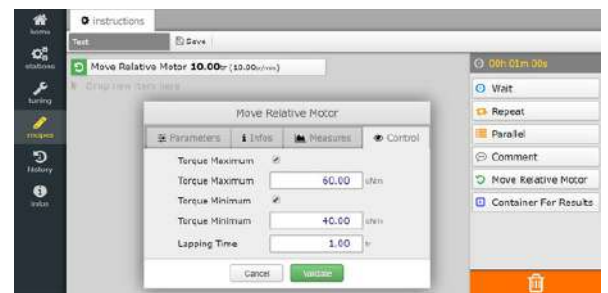 home
stations
tuning
recipes
history
infos
instructions
Text
Save
Move Relative Motor 10.00tr (10.00tr/min)
Drop new item here
Move Relative Motor
Parameters
Infos
Measures
Control
Torque Maximum
Torque Maximum 60.00 cNm
Torque Minimum
Torque Minimum 40.00 cNm
Lapping Time 1.00 tr
Cancel
Validate
00h 01m 00s
Wait
Repeat
Parallel
Comment
Move Relative Motor
Container For Results